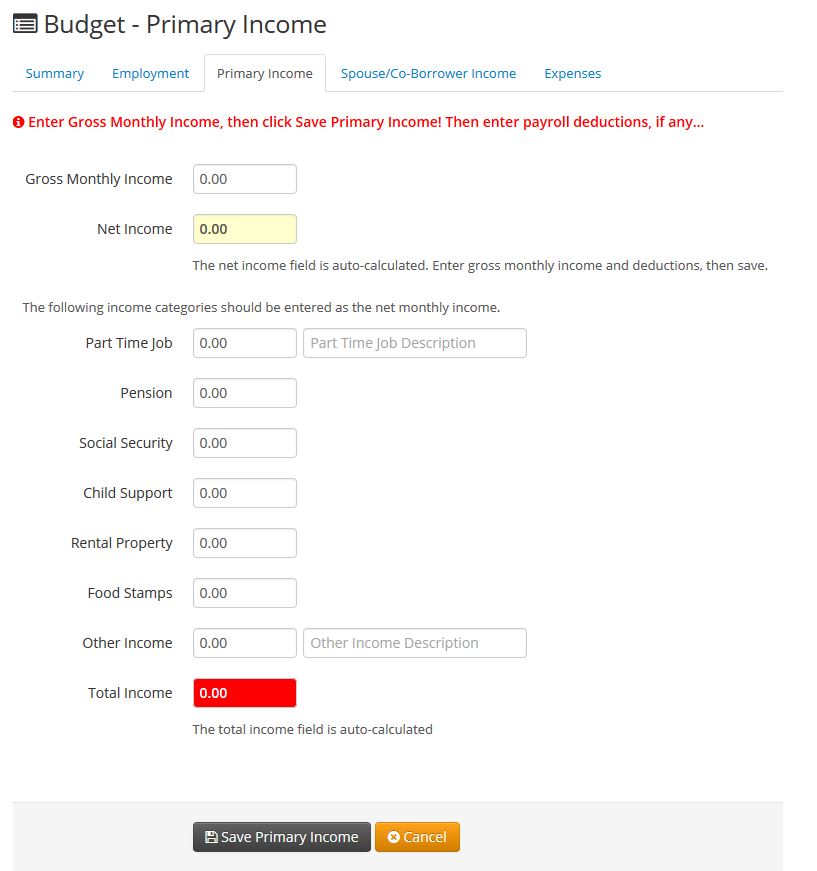 Budget - Primary Income
Summary Employment Primary Income Spouse/Co-Borrower Income Expenses
Enter Gross Monthly Income, then click Save Primary Income! Then enter payroll deductions, if any...
Gross Monthly Income 0.00
Net Income 0.00
The net income field is auto-calculated. Enter gross monthly income and deductions, then save.
The following income categories should be entered as the net monthly income.
Part Time Job 0.00 Part Time Job Description
Pension 0.00
Social Security 0.00
Child Support 0.00
Rental Property 0.00
Food Stamps 0.00
Other Income 0.00 Other Income Description
Total Income 0.00
The total income field is auto-calculated
Save Primary Income Cancel